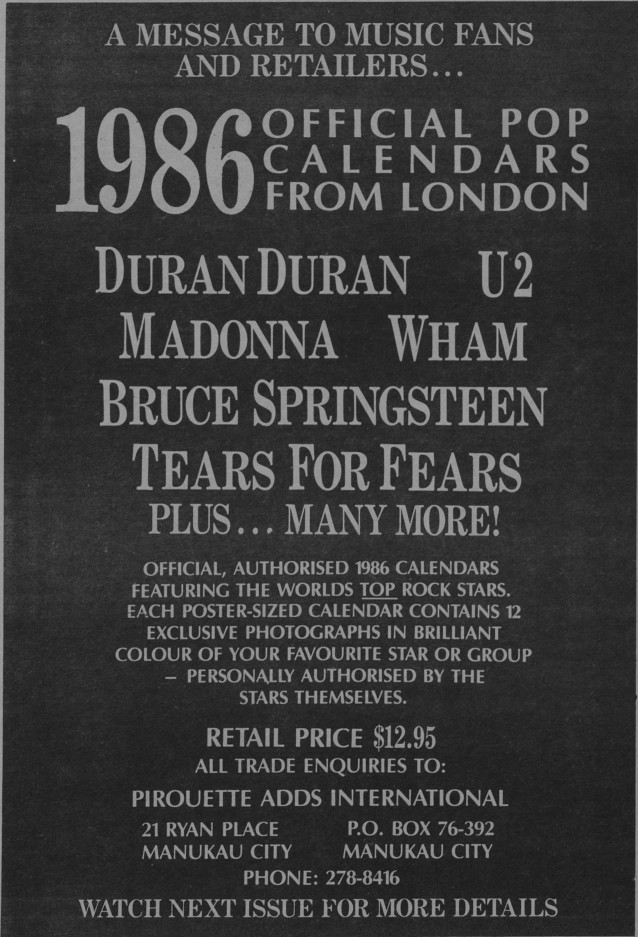 A MESSAGE TO MUSIC FANS
AND RETAILERS...
1986 OFFICIAL POP
CALENDARS
FROM LONDON
DURAN DURAN U2
MADONNA WHAM
BRUCE SPRINGSTEEN
TEARS FOR FEARS
PLUS... MANY MORE!
OFFICIAL, AUTHORISED 1986 CALENDARS
FEATURING THE WORLDS TOP ROCK STARS.
EACH POSTER-SIZED CALENDAR CONTAINS 12
EXCLUSIVE PHOTOGRAPHS IN BRILLIANT
COLOUR OF YOUR FAVOURITE STAR OR GROUP
– PERSONALLY AUTHORISED BY THE
STARS THEMSELVES.
RETAIL PRICE $12.95
ALL TRADE ENQUIRIES TO:
PIROUETTE ADDS INTERNATIONAL
21 RYAN PLACE P.O. BOX 76-392
MANUKAU CITY MANUKAU CITY
PHONE: 278-8416
WATCH NEXT ISSUE FOR MORE DETAILS